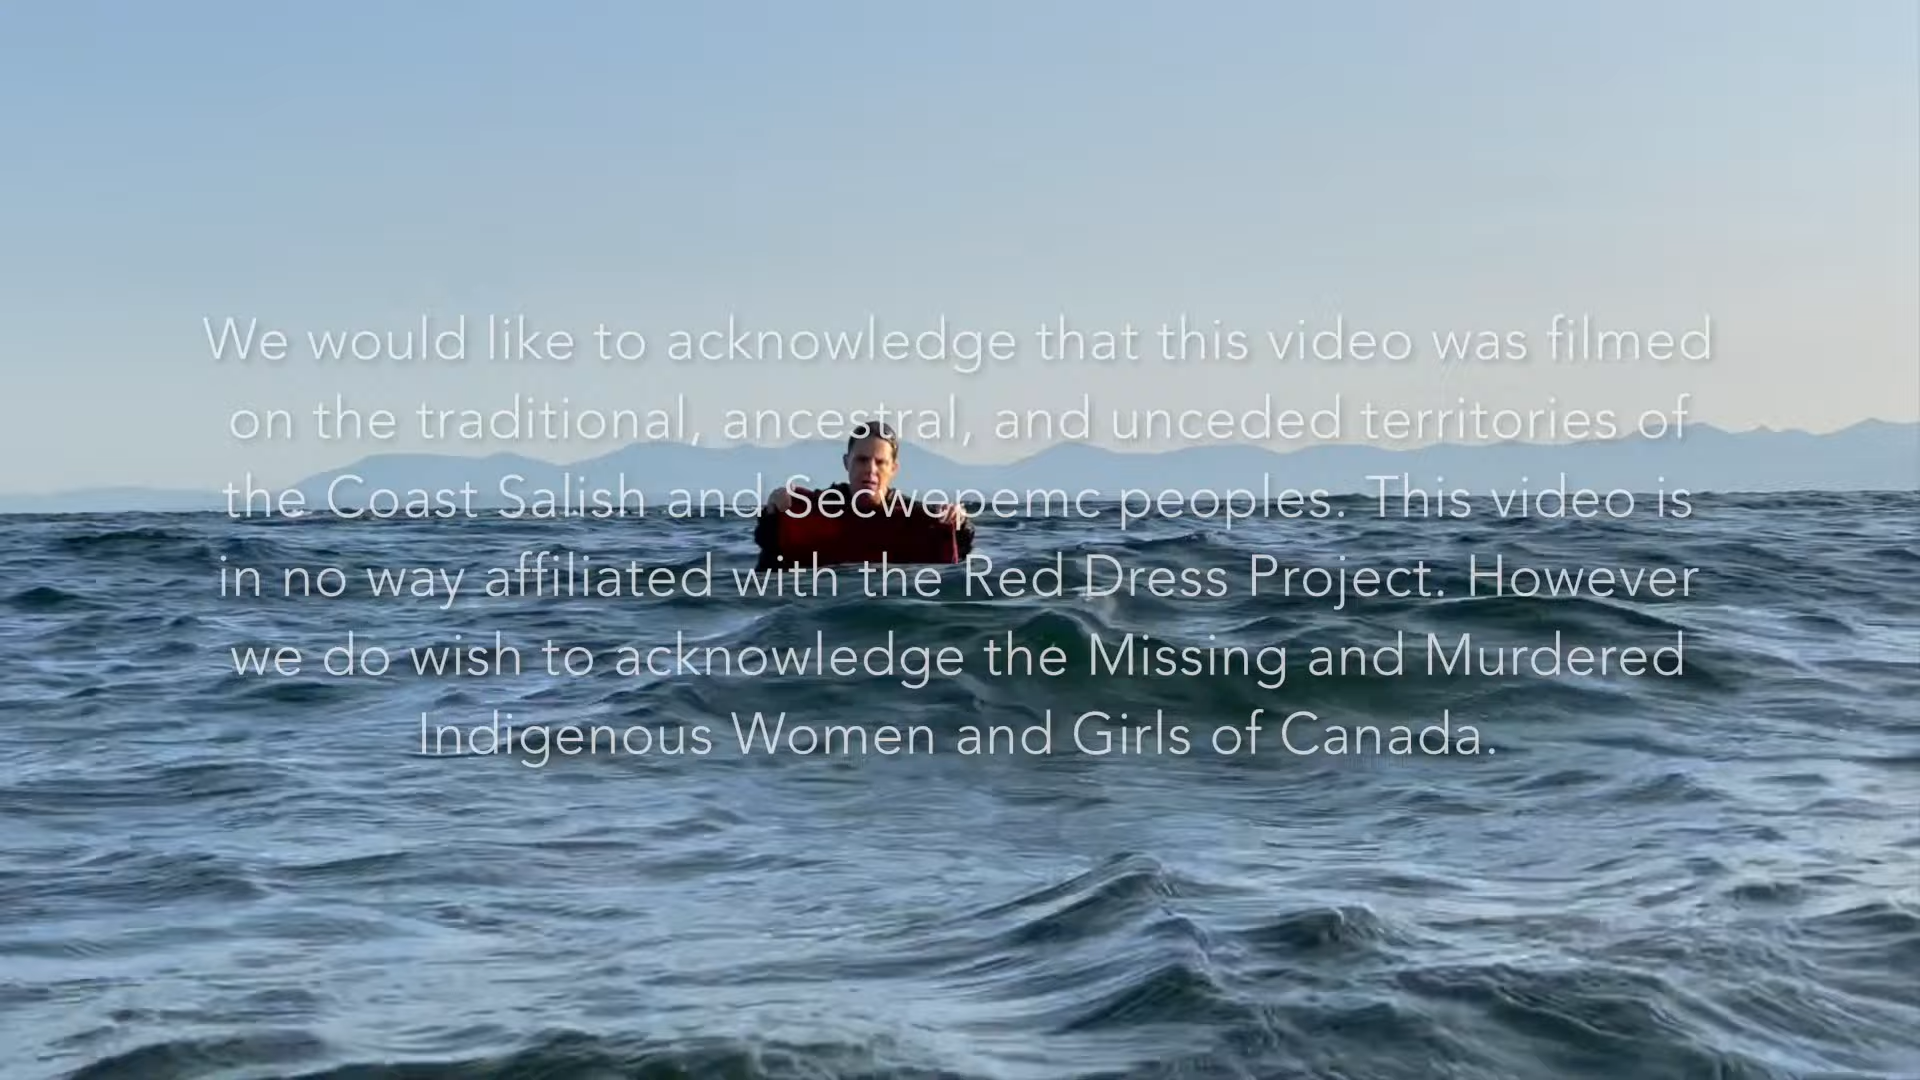 We would like to acknowledge that this video was filmed
on the traditional, ancestral, and unceded territories of
the Coast Salish and Secwepemc peoples. This video is
in no way affiliated with the Red Dress Project. However
we do wish to acknowledge the Missing and Murdered
Indigenous Women and Girls of Canada.